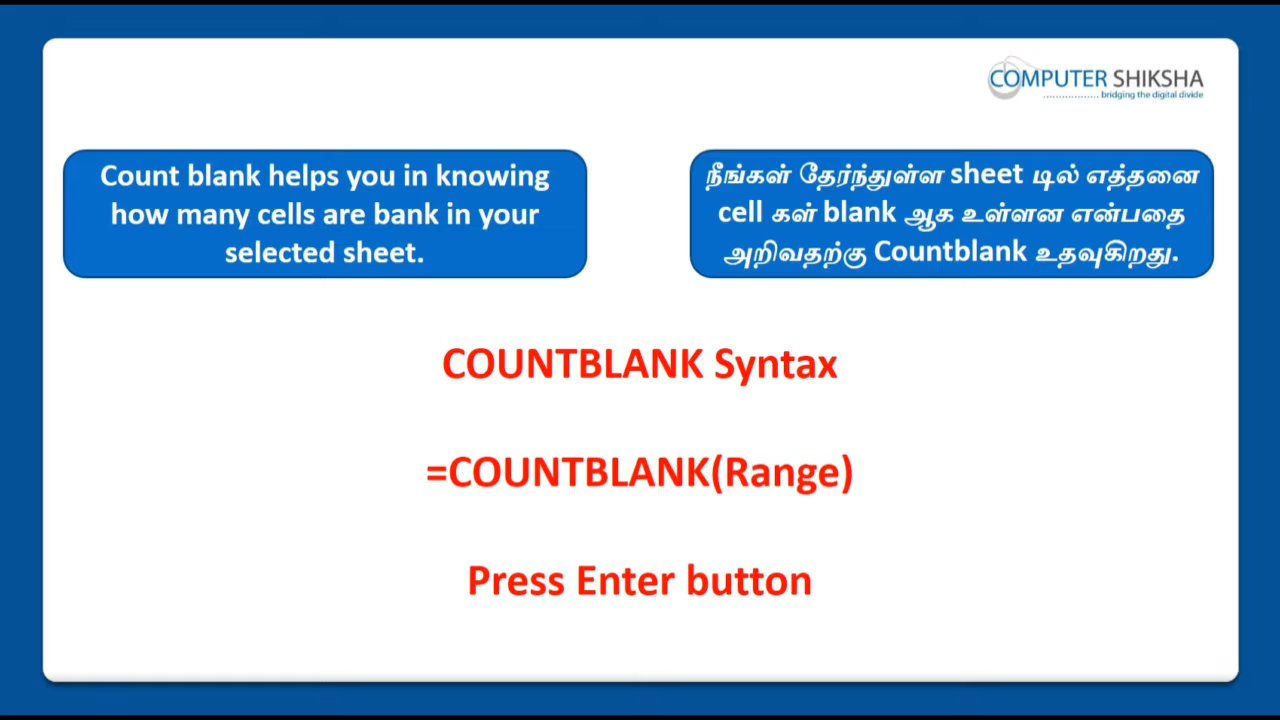 COMPUTER SHIKSHA
bridging the digital divide
Count blank helps you in knowing
how many cells are bank in your
selected sheet.
நீங்கள் தேர்ந்துள்ள sheet டில் எத்தனை
cell கள் blank ஆக உள்ளன என்பதை
அறிவதற்கு Countblank உதவுகிறது.
COUNTBLANK Syntax
=COUNTBLANK(Range)
Press Enter button